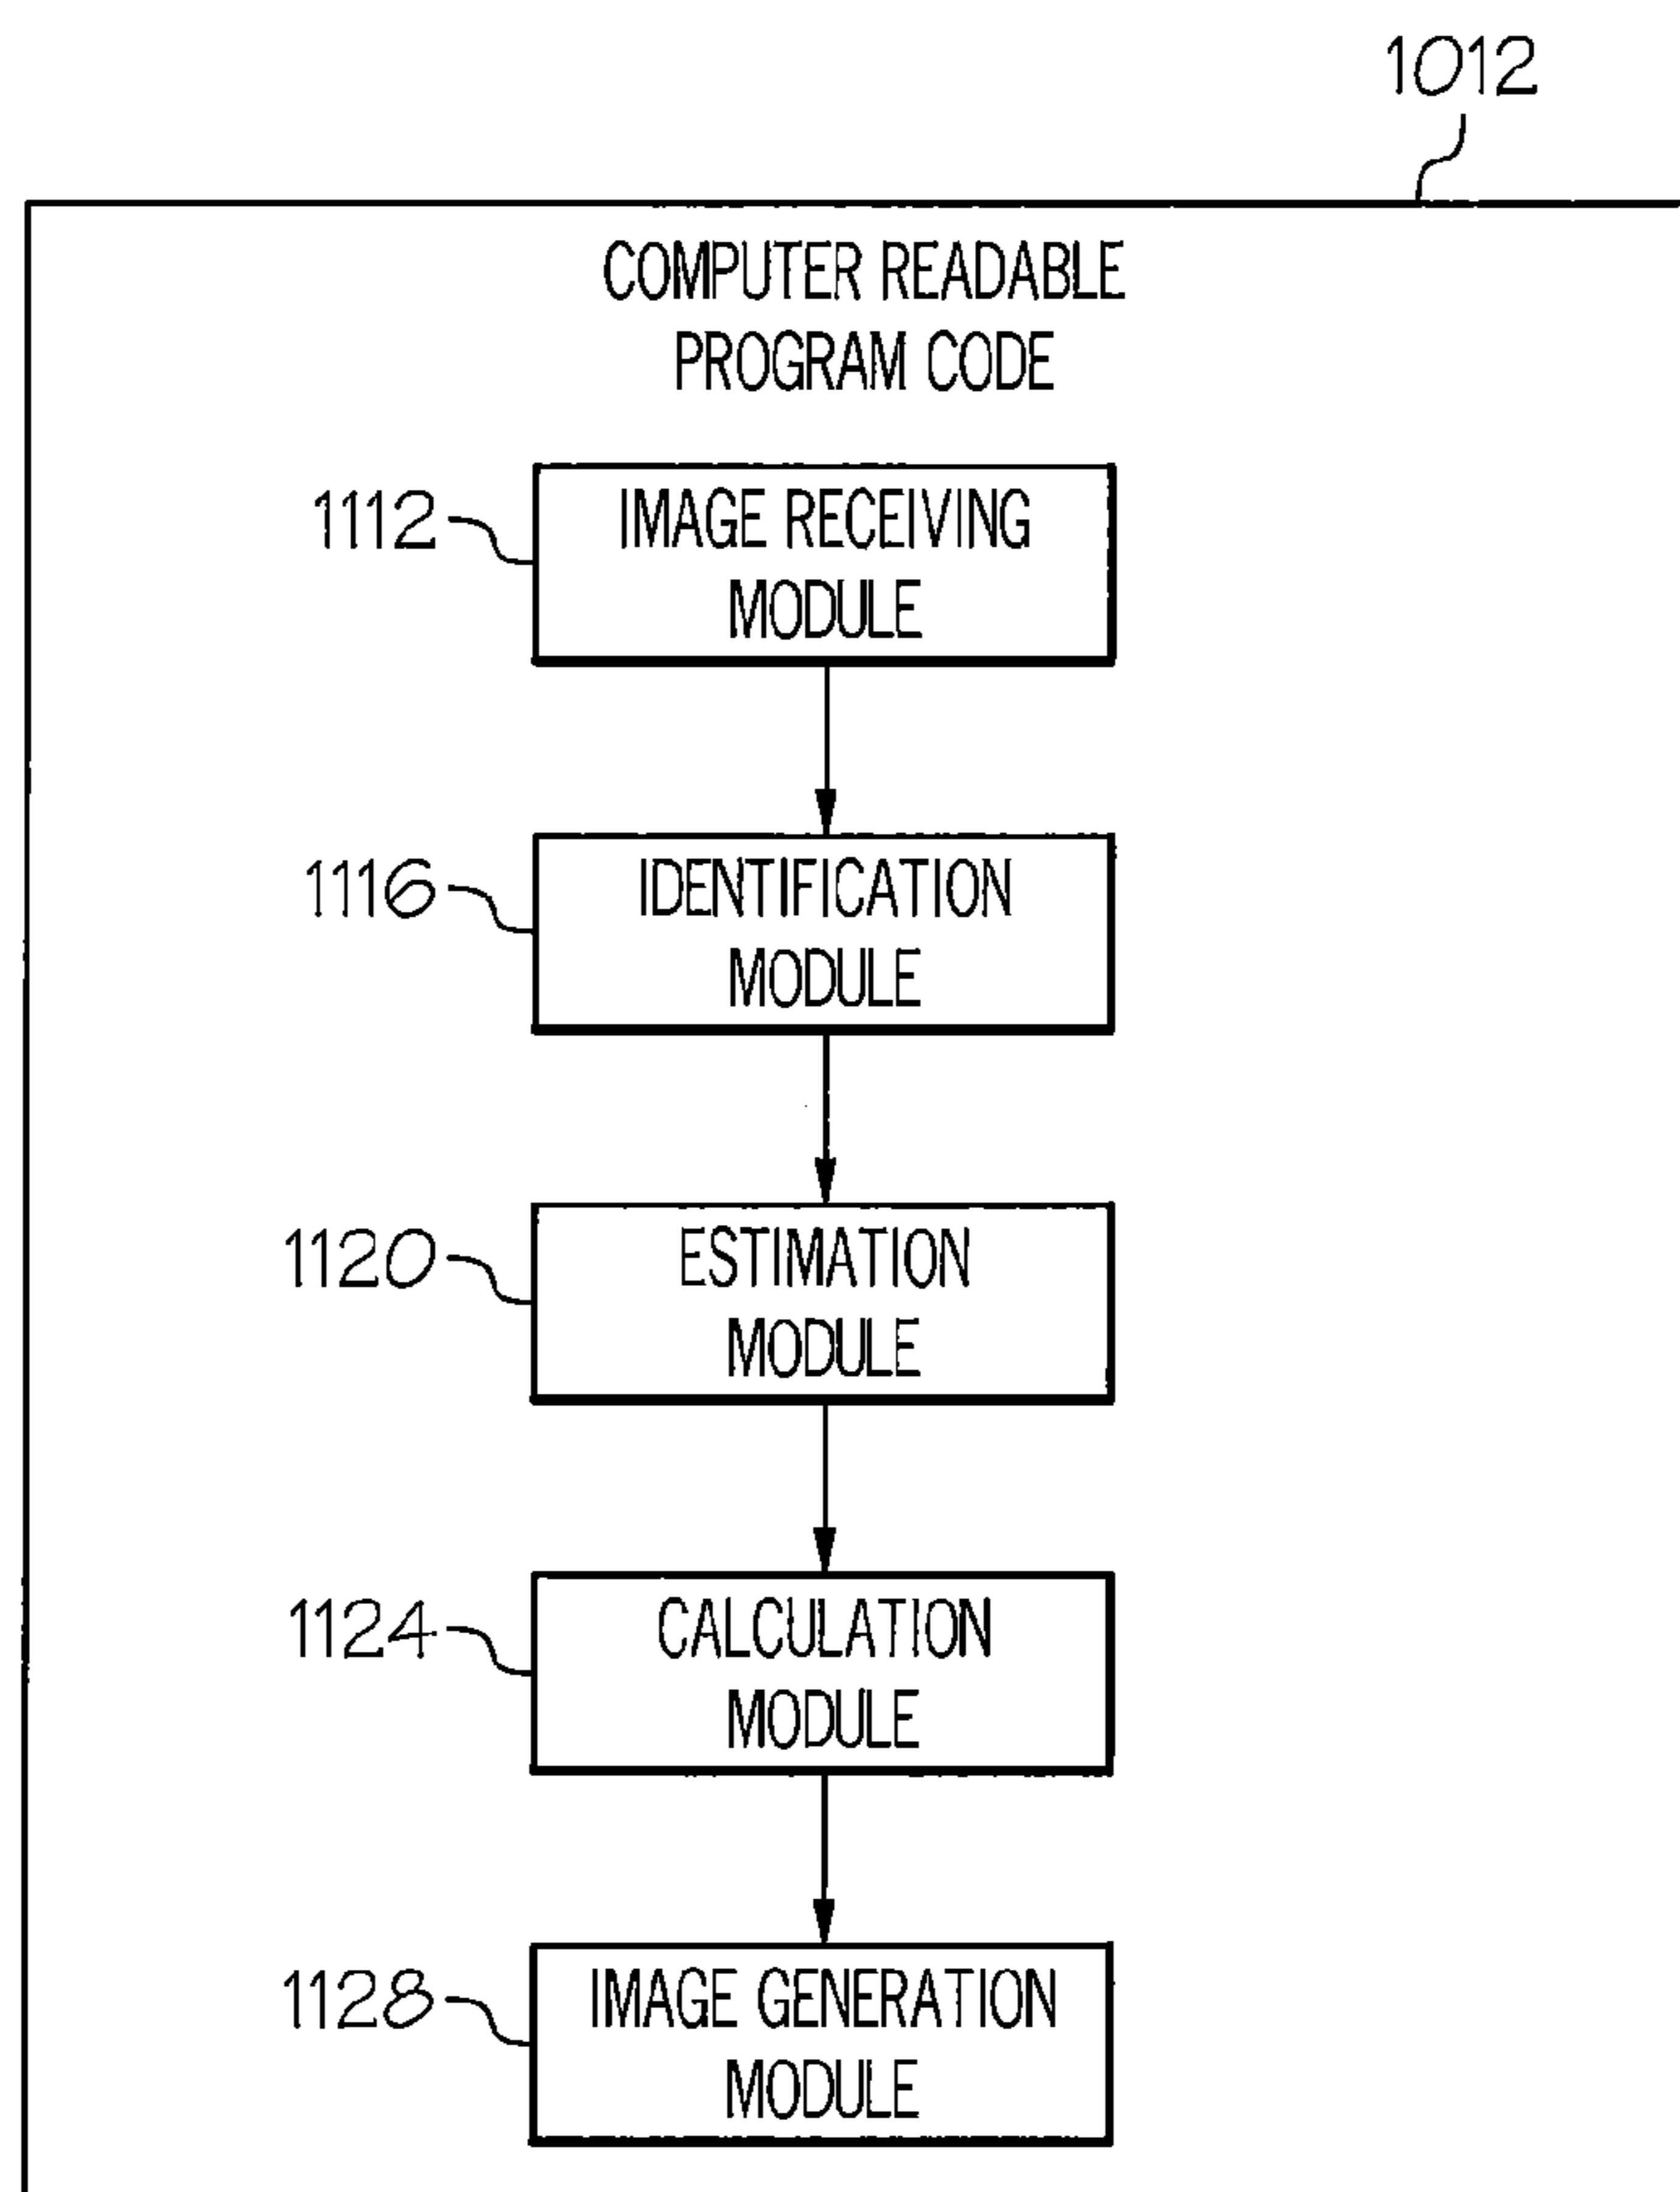 1012
COMPUTER READABLE
PROGRAM CODE
1112
IMAGE RECEIVING
MODULE
1116
IDENTIFICATION
MODULE
1120
ESTIMATION
MODULE
1124
CALCULATION
MODULE
1128
IMAGE GENERATION
MODULE